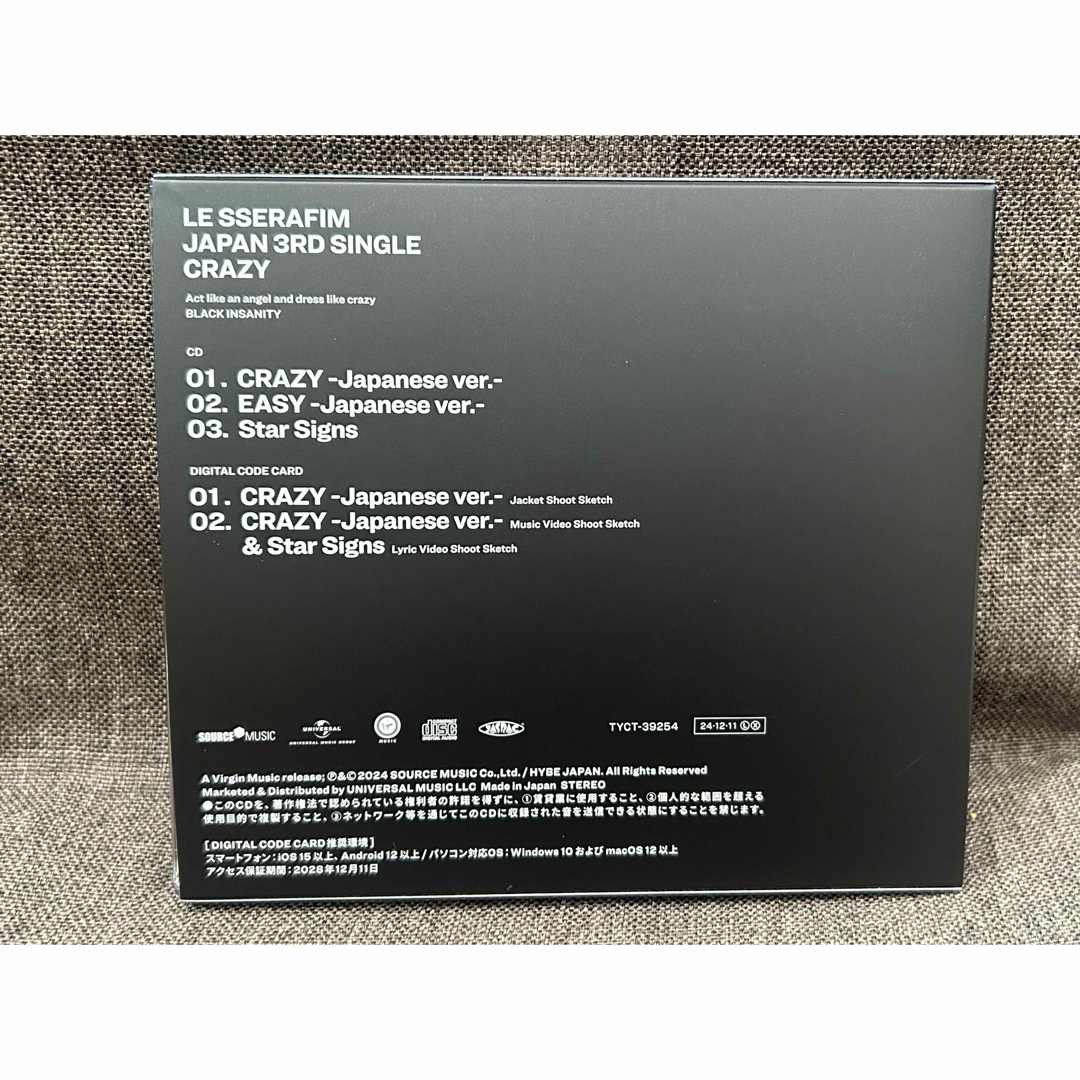 LE SSERAFIM
JAPAN 3RD SINGLE
CRAZY
Act like an angel and dress like crazy
BLACK INSANITY
CD
01. CRAZY -Japanese ver.-
02. EASY -Japanese ver.-
03. Star Signs
DIGITAL CODE CARD
01. CRAZY -Japanese ver.- Jacket Shoot Sketch
02. CRAZY -Japanese ver.- Music Video Shoot Sketch
& Star Signs Lyric Video Shoot Sketch
SOURCE MUSIC
UNIVERSAL
UNIVERSAL MUSIC GROUP
MUSIC
COMPACT
disc
DIGITAL AUDIO
JASRAC
TYCT-39254
24·12·11 ⓁⓍ
A Virgin Music release; ℗&© 2024 SOURCE MUSIC Co.,Ltd. / HYBE JAPAN. All Rights Reserved
Marketed & Distributed by UNIVERSAL MUSIC LLC Made in Japan STEREO
●このCDを、著作権法で認められている権利者の許諾を得ずに、①賃貸業に使用すること、②個人的な範囲を超える
使用目的で複製すること、③ネットワーク等を通じてこのCDに収録された音を送信できる状態にすることを禁じます。
[DIGITAL CODE CARD 推奨環境]
スマートフォン：iOS 15 以上、Android 12 以上 / パソコン対応OS：Windows 10 および macOS 12 以上
アクセス保証期間：2028年12月11日